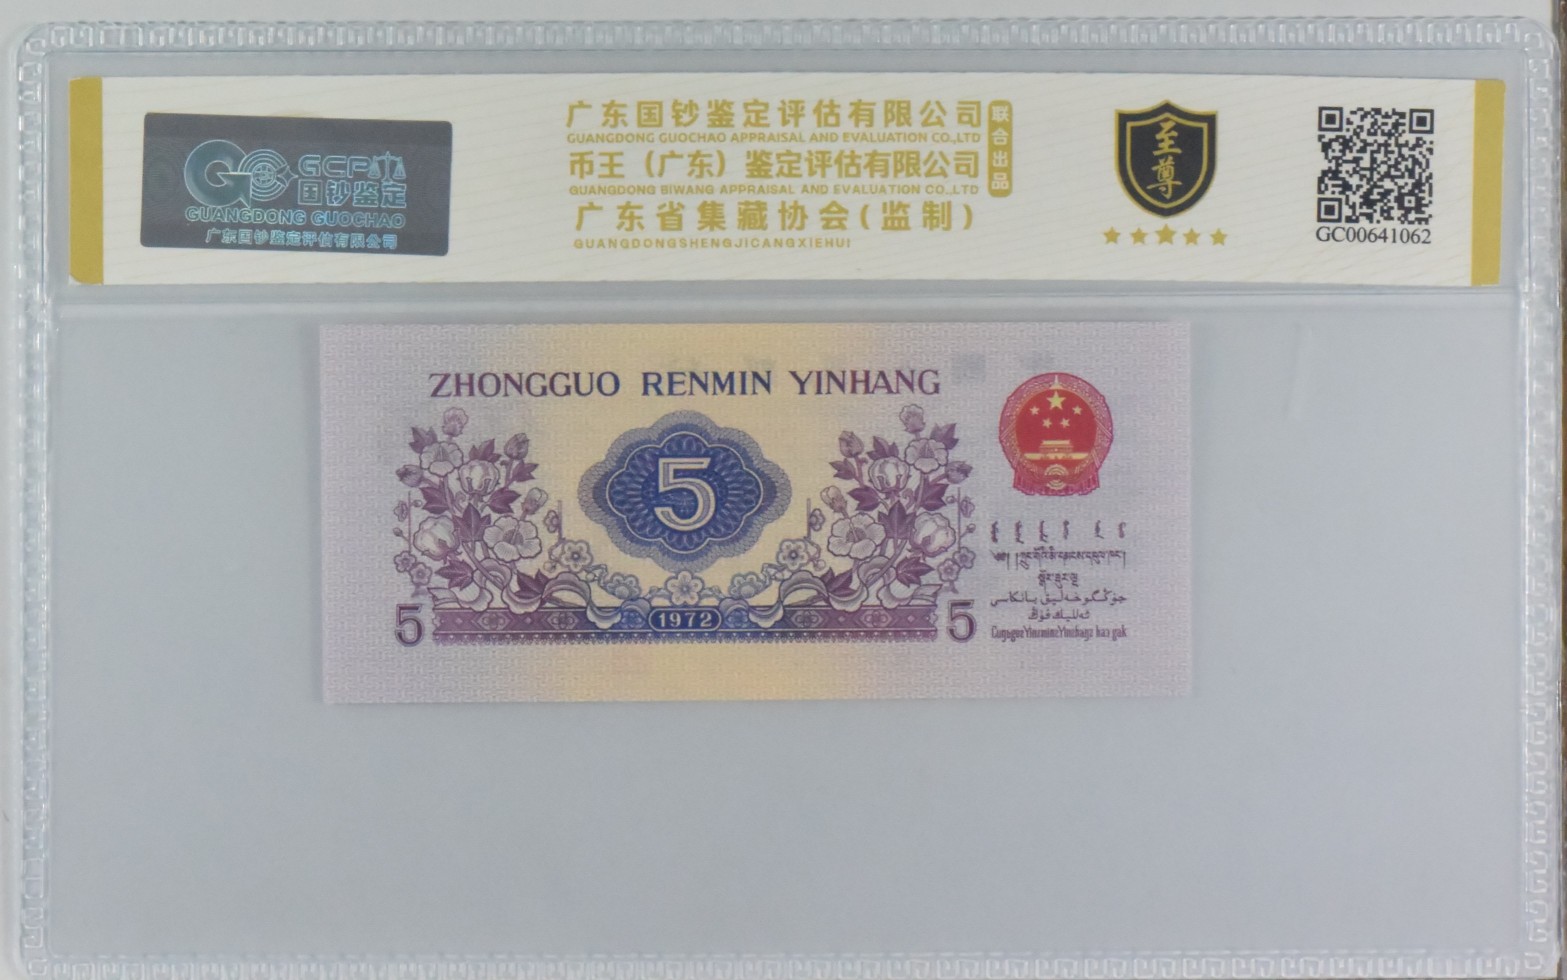 GCP
国钞鉴定
GUANGDONG GUOCHAO
广东国钞鉴定评估有限公司
广东国钞鉴定评估有限公司
GUANGDONG GUOCHAO APPRAISAL AND EVALUATION CO.,LTD
币王（广东）鉴定评估有限公司
GUANGDONG BIWANG APPRAISAL AND EVALUATION CO.,LTD
广东省集藏协会(监制)
GUANGDONGSHENGJICANGXIEHUI
联合出品
至尊
GC00641062
ZHONGGUO RENMIN YINHANG
5
5
1972
5